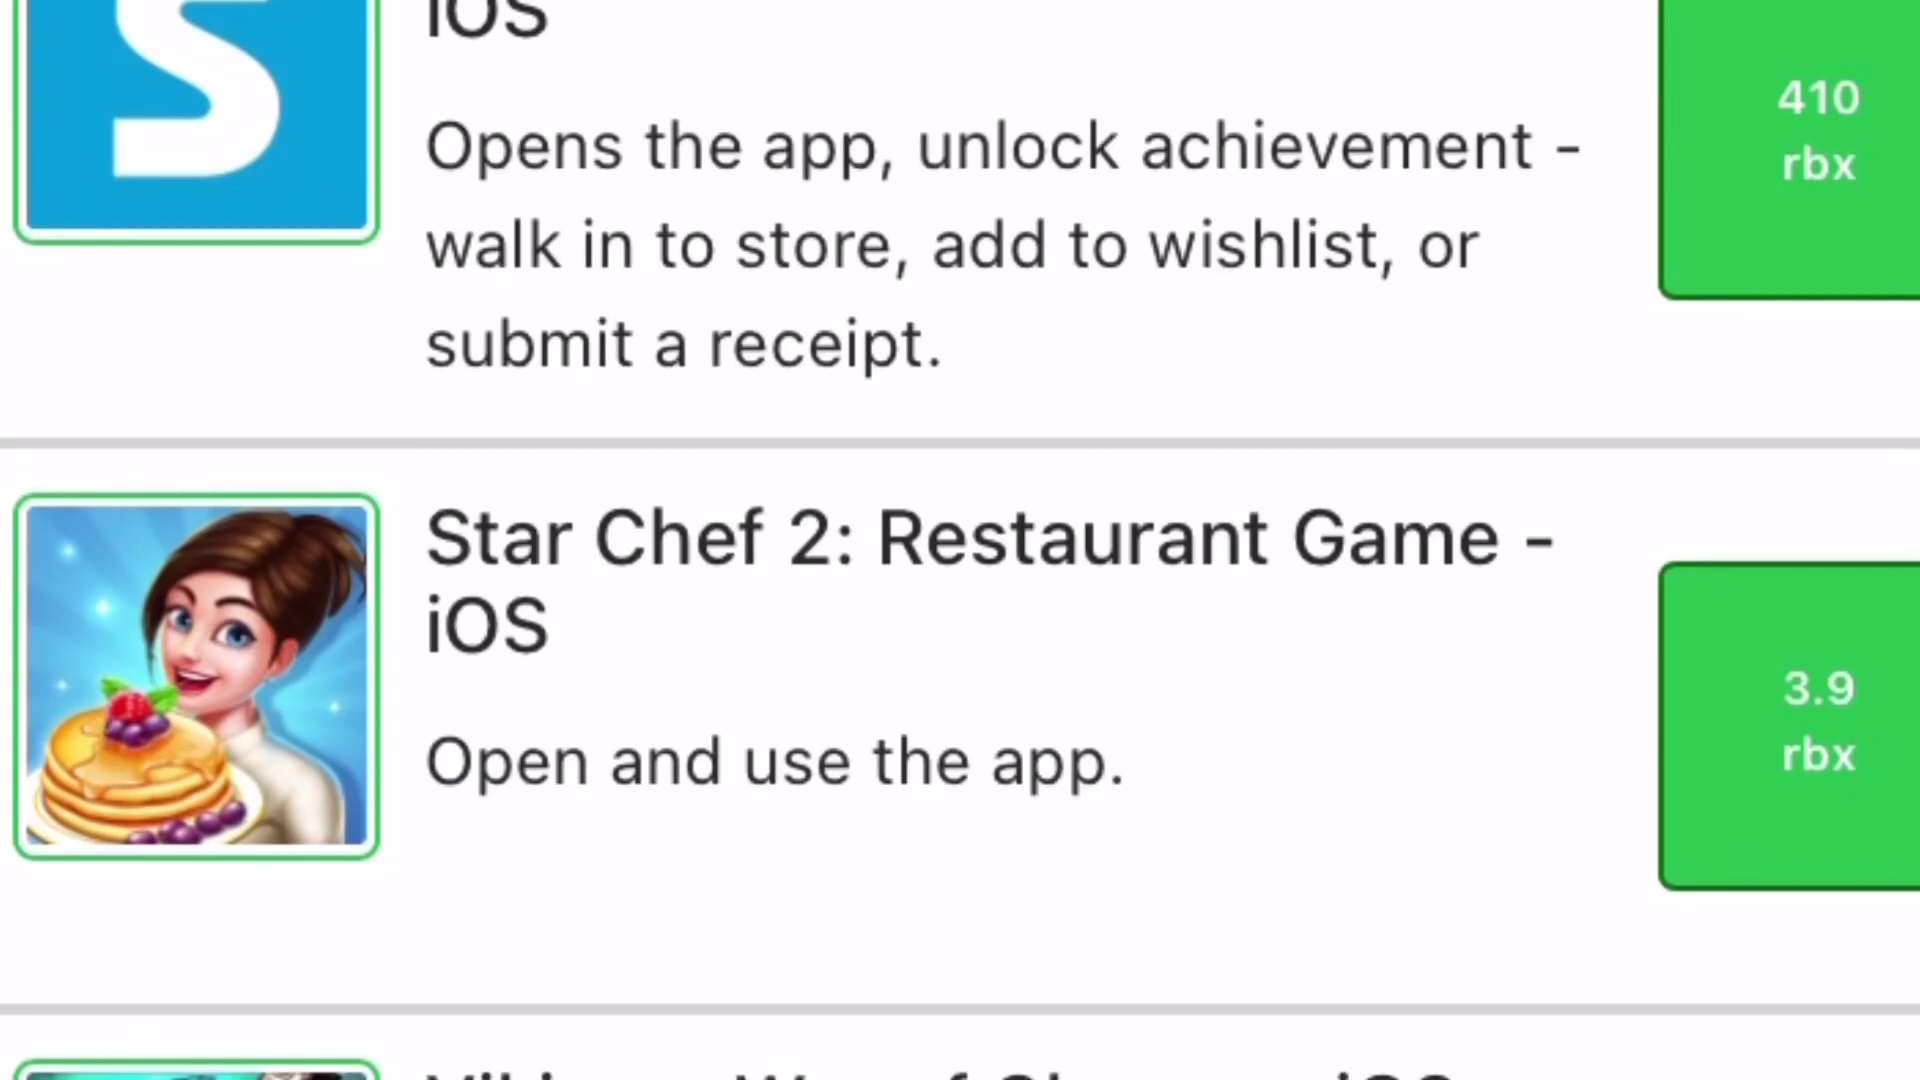 iOS
S
410
rbx
Opens the app, unlock achievement -
walk in to store, add to wishlist, or
submit a receipt.
Star Chef 2: Restaurant Game -
iOS
3.9
rbx
Open and use the app.